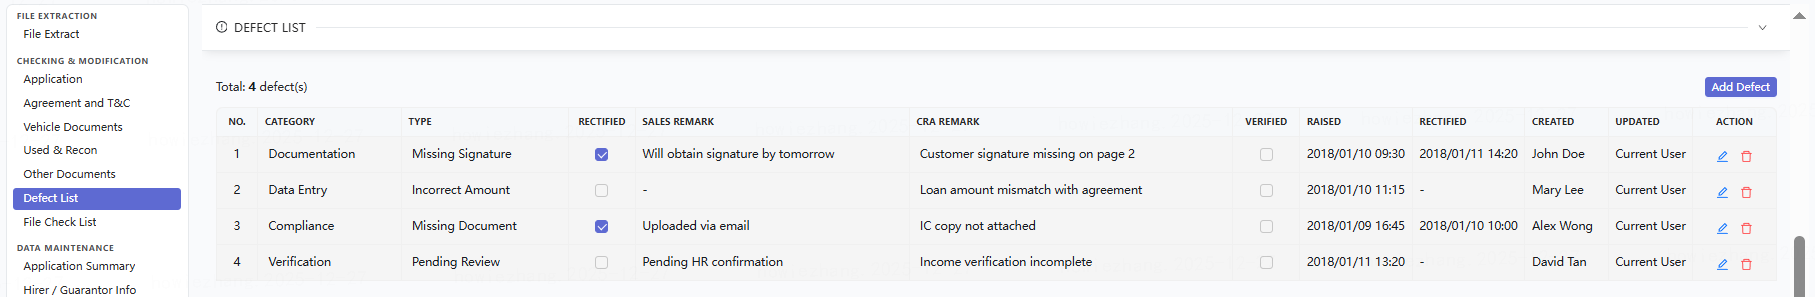 FILE EXTRACTION
File Extract
CHECKING & MODIFICATION
Application
Agreement and T&C
Vehicle Documents
Used & Recon
Other Documents
Defect List
File Check List
DATA MAINTENANCE
Application Summary
Hirer / Guarantor Info
DEFECT LIST
Total: 4 defect(s)
Add Defect
NO. CATEGORY TYPE RECTIFIED SALES REMARK CRA REMARK VERIFIED RAISED RECTIFIED CREATED UPDATED ACTION
1 Documentation Missing Signature Will obtain signature by tomorrow Customer signature missing on page 2 2018/01/10 09:30 2018/01/11 14:20 John Doe Current User
2 Data Entry Incorrect Amount - Loan amount mismatch with agreement 2018/01/10 11:15 - Mary Lee Current User
3 Compliance Missing Document Uploaded via email IC copy not attached 2018/01/09 16:45 2018/01/10 10:00 Alex Wong Current User
4 Verification Pending Review Pending HR confirmation Income verification incomplete 2018/01/11 13:20 - David Tan Current User